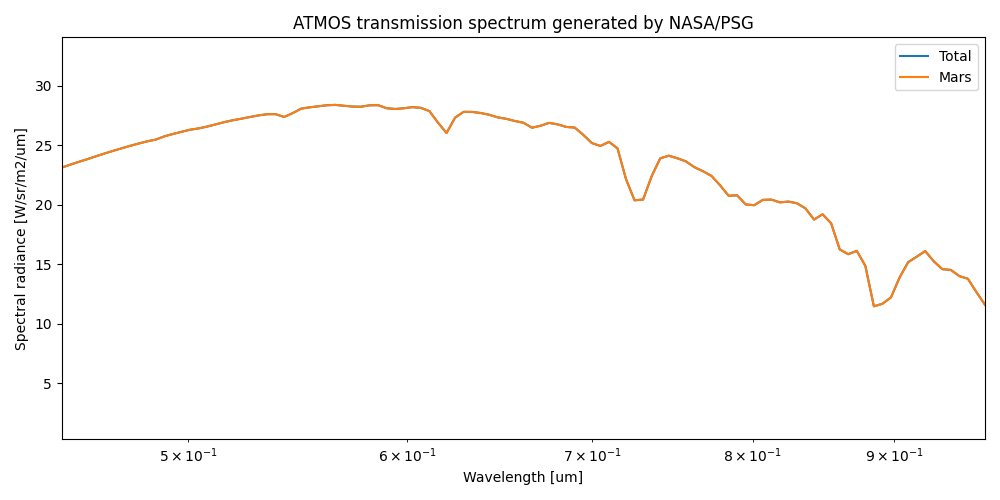 ATMOS transmission spectrum generated by NASA/PSG
Total
Mars
30
25
20
15
10
5
Spectral radiance [W/sr/m2/um]
5 × 10⁻¹
6 × 10⁻¹
7 × 10⁻¹
8 × 10⁻¹
9 × 10⁻¹
Wavelength [um]